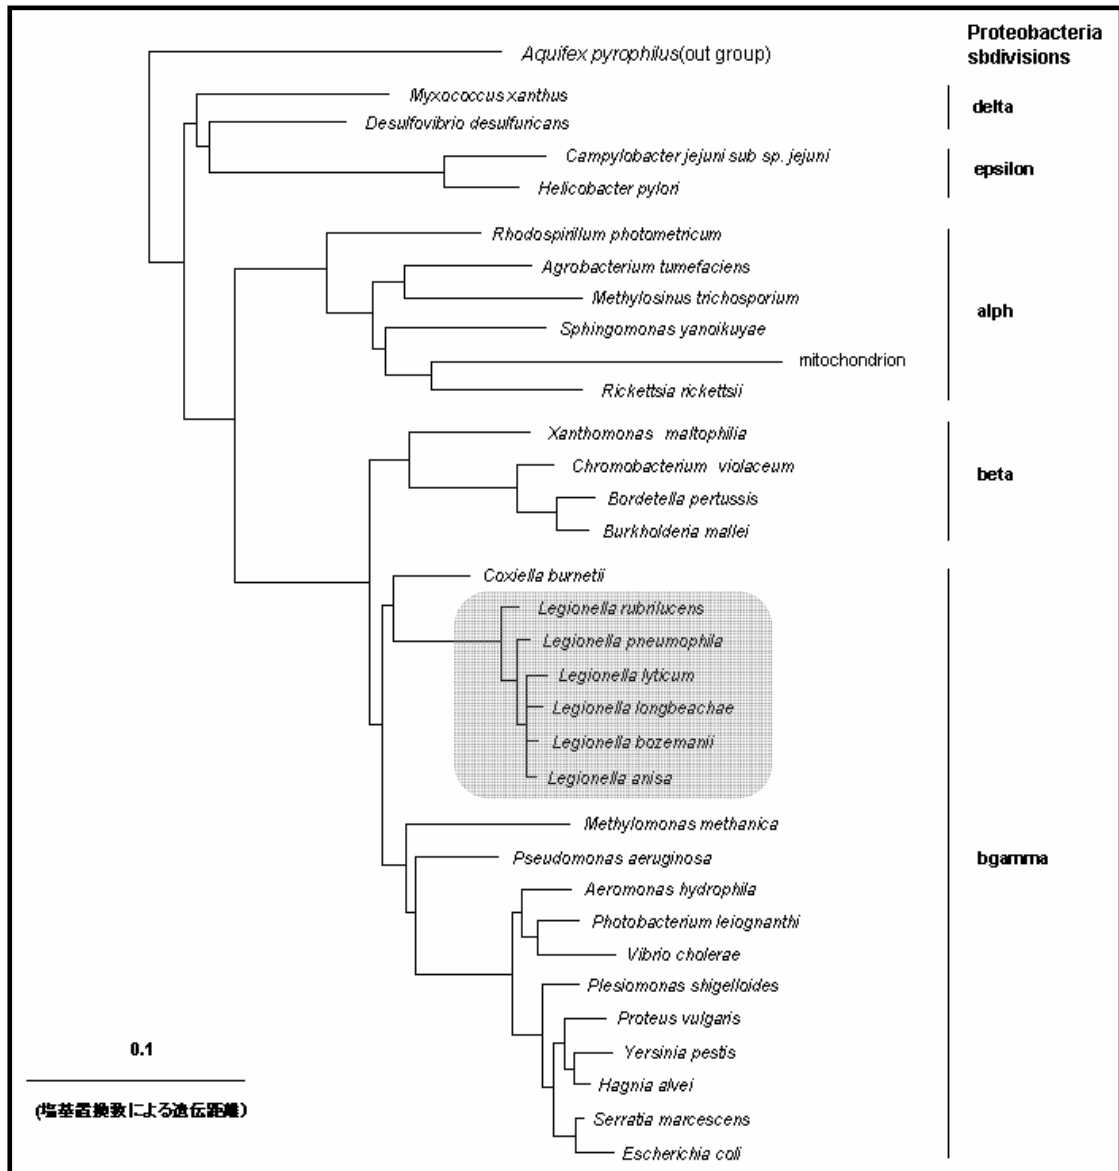 Proteobacteria
sbdivisions
Aquifex pyrophilus(out group)
Myxococcus xanthus
delta
Desulfovibrio desulfuricans
Campylobacter jejuni sub sp. jejuni
epsilon
Helicobacter pylori
Rhodospirillum photometricum
Agrobacterium tumefaciens
Methylosinus trichosporium
alph
Sphingomonas yanoikuyae
mitochondrion
Rickettsia rickettsii
Xanthomonas maltophilia
Chromobacterium violaceum
beta
Bordetella pertussis
Burkholderia mallei
Coxiella burnetii
Legionella rubrilucens
Legionella pneumophila
Legionella lyticum
Legionella longbeachae
Legionella bozemanii
Legionella anisa
Methylomonas methanica
Pseudomonas aeruginosa
bgamma
Aeromonas hydrophila
Photobacterium leiognanthi
Vibrio cholerae
Plesiomonas shigelloides
Proteus vulgaris
0.1
Yersinia pestis
Hagnia alvei
(塩基置換数による遺伝距離)
Serratia marcescens
Escherichia coli